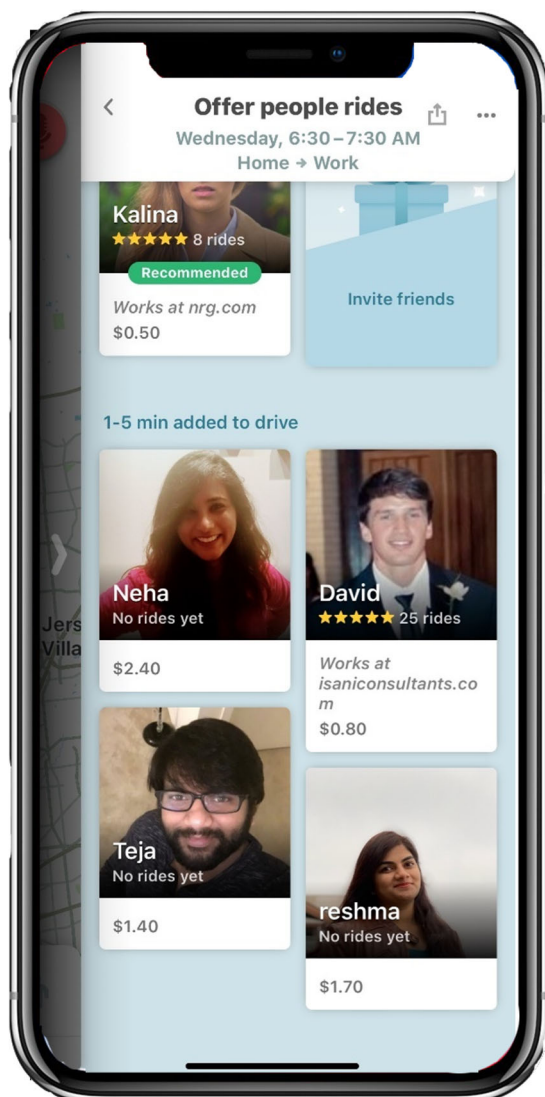 Offer people rides
Wednesday, 6:30–7:30 AM
Home → Work
Kalina
★★★★★ 8 rides
Recommended
Works at nrg.com
$0.50
Invite friends
1-5 min added to drive
Neha
No rides yet
$2.40
David
★★★★★ 25 rides
Works at
isaniconsultants.co
m
$0.80
Teja
No rides yet
$1.40
reshma
No rides yet
$1.70
Jers
Villa